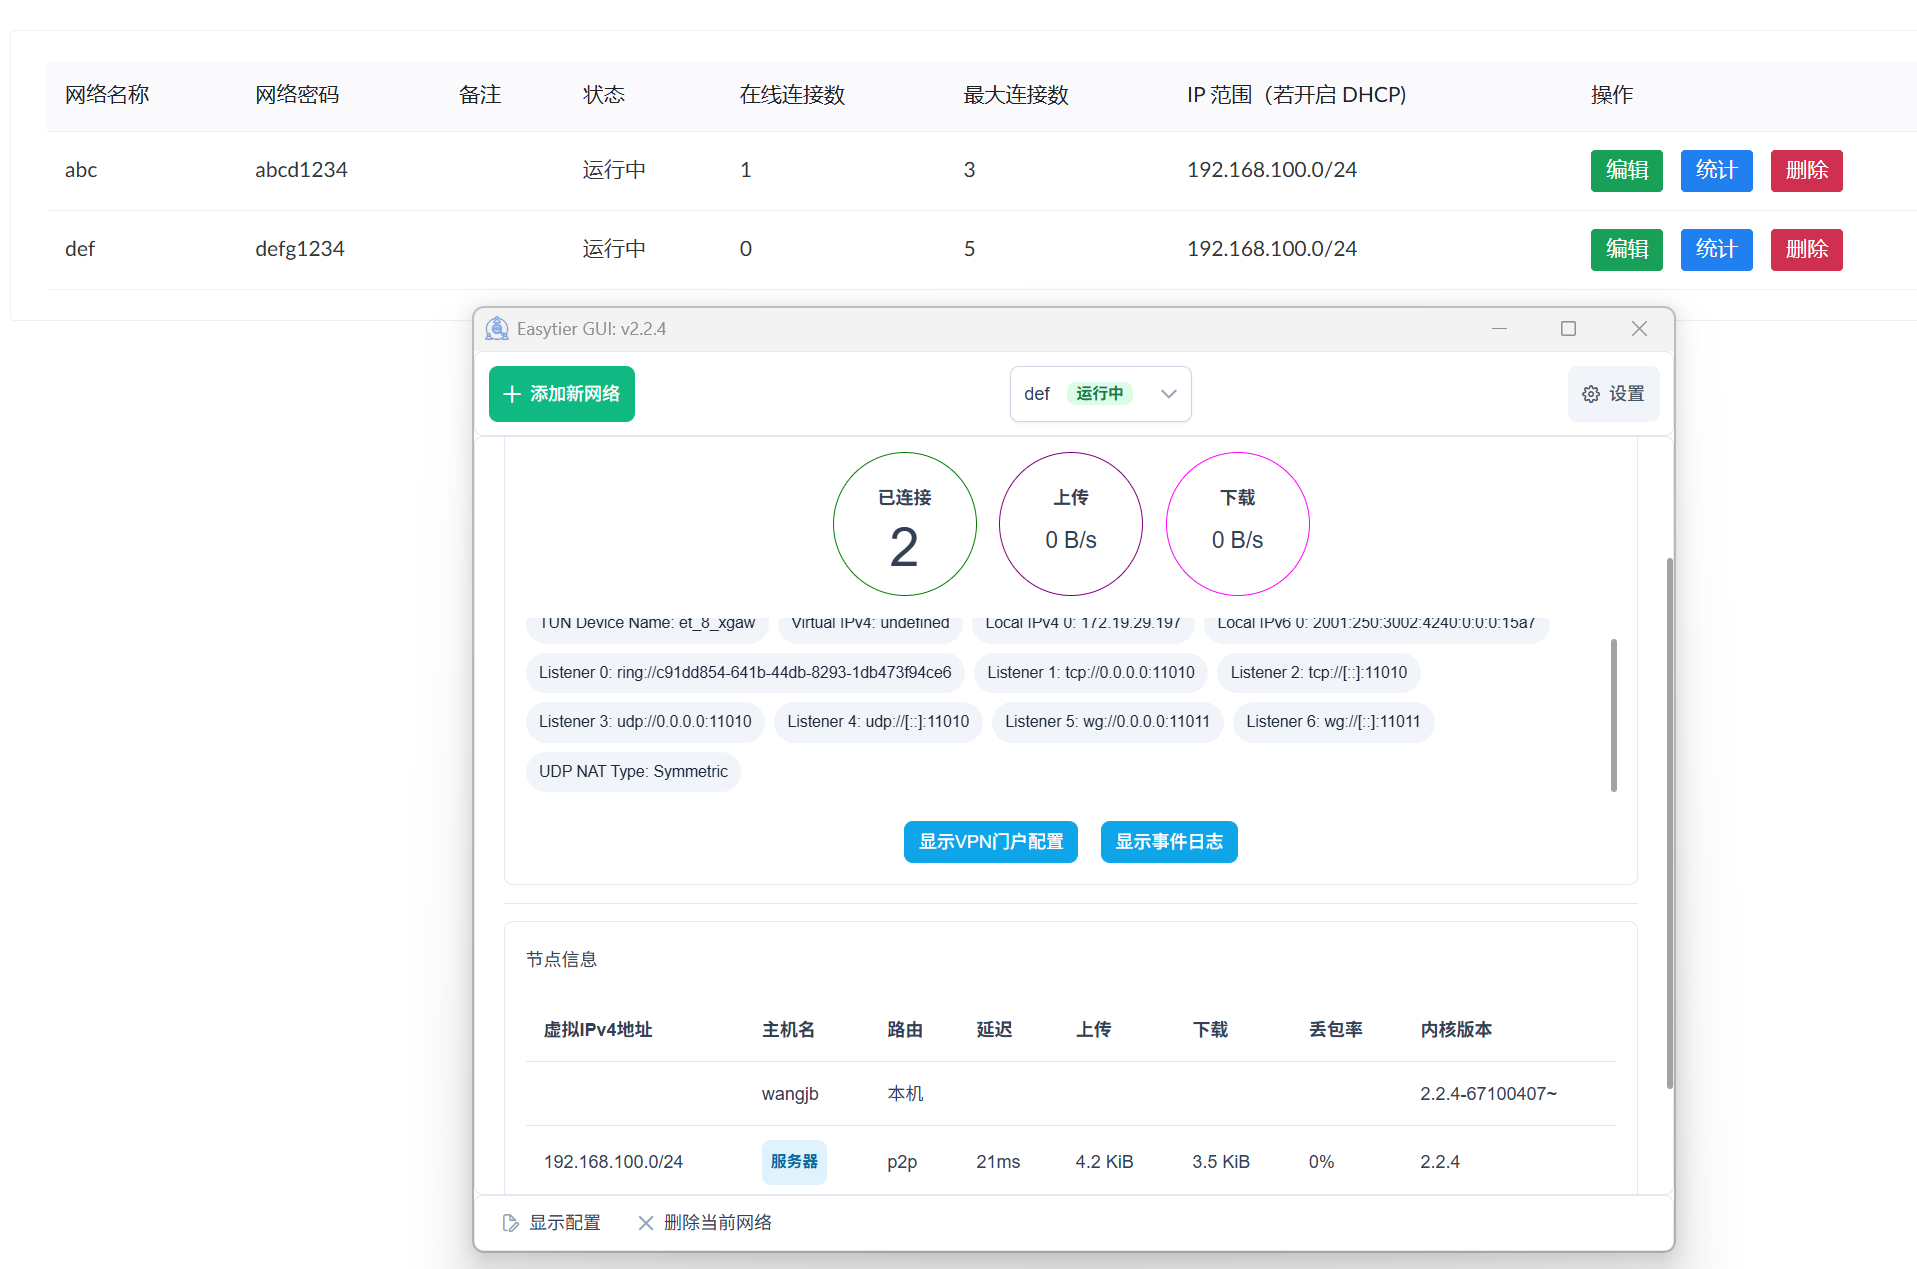 网络名称 网络密码 备注 状态 在线连接数 最大连接数 IP 范围（若开启 DHCP) 操作
abc abcd1234 运行中 1 3 192.168.100.0/24 编辑 统计 删除
def defg1234 运行中 0 5 192.168.100.0/24 编辑 统计 删除
Easytier GUI: v2.2.4
添加新网络 def 运行中 设置
已连接 上传 下载
2 0 B/s 0 B/s
TUN Device Name: et_8_xgaw Virtual IPv4: undefined Local IPv4 0: 172.19.29.197 Local IPv6 0: 2001:250:3002:4240:0:0:0:15a7
Listener 0: ring://c91dd854-641b-44db-8293-1db473f94ce6 Listener 1: tcp://0.0.0.0:11010 Listener 2: tcp://[::]:11010
Listener 3: udp://0.0.0.0:11010 Listener 4: udp://[::]:11010 Listener 5: wg://0.0.0.0:11011 Listener 6: wg://[::]:11011
UDP NAT Type: Symmetric
显示VPN门户配置 显示事件日志
节点信息
虚拟IPv4地址 主机名 路由 延迟 上传 下载 丢包率 内核版本
wangjb 本机 2.2.4-67100407~
192.168.100.0/24 服务器 p2p 21ms 4.2 KiB 3.5 KiB 0% 2.2.4
显示配置 删除当前网络